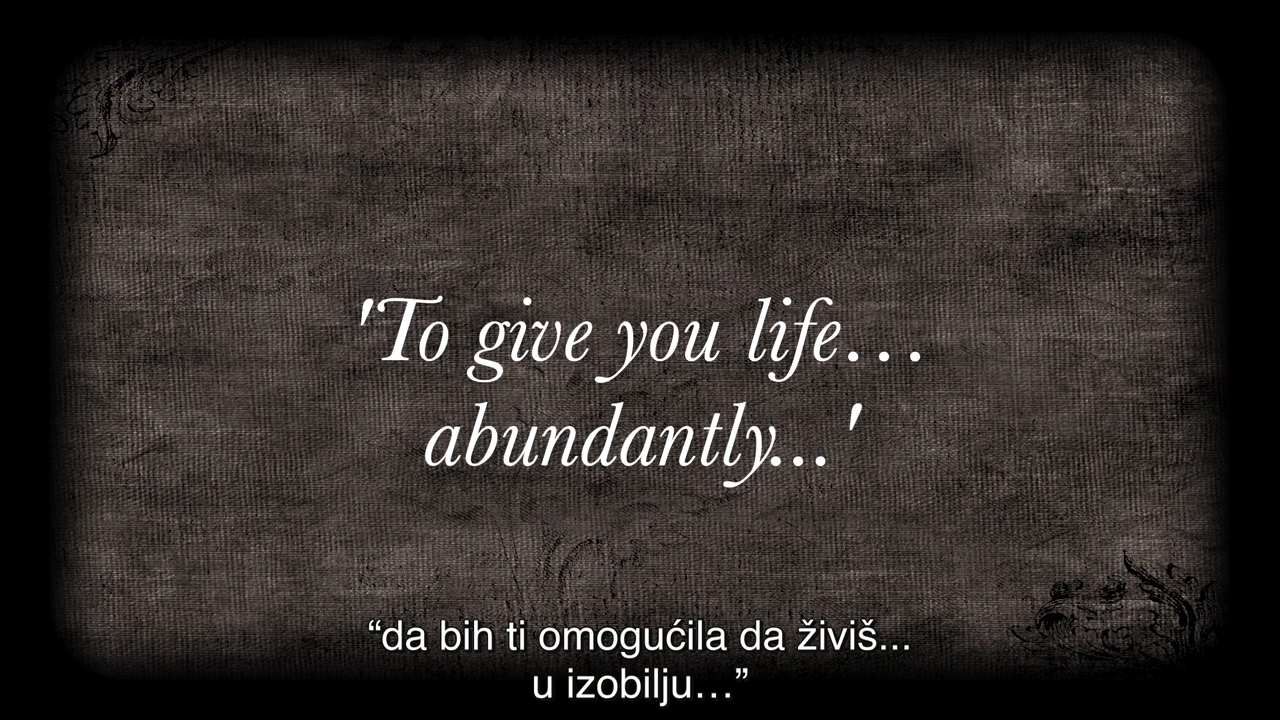 'To give you life…
abundantly…'
“da bih ti omogućila da živiš...
u izobilju…”